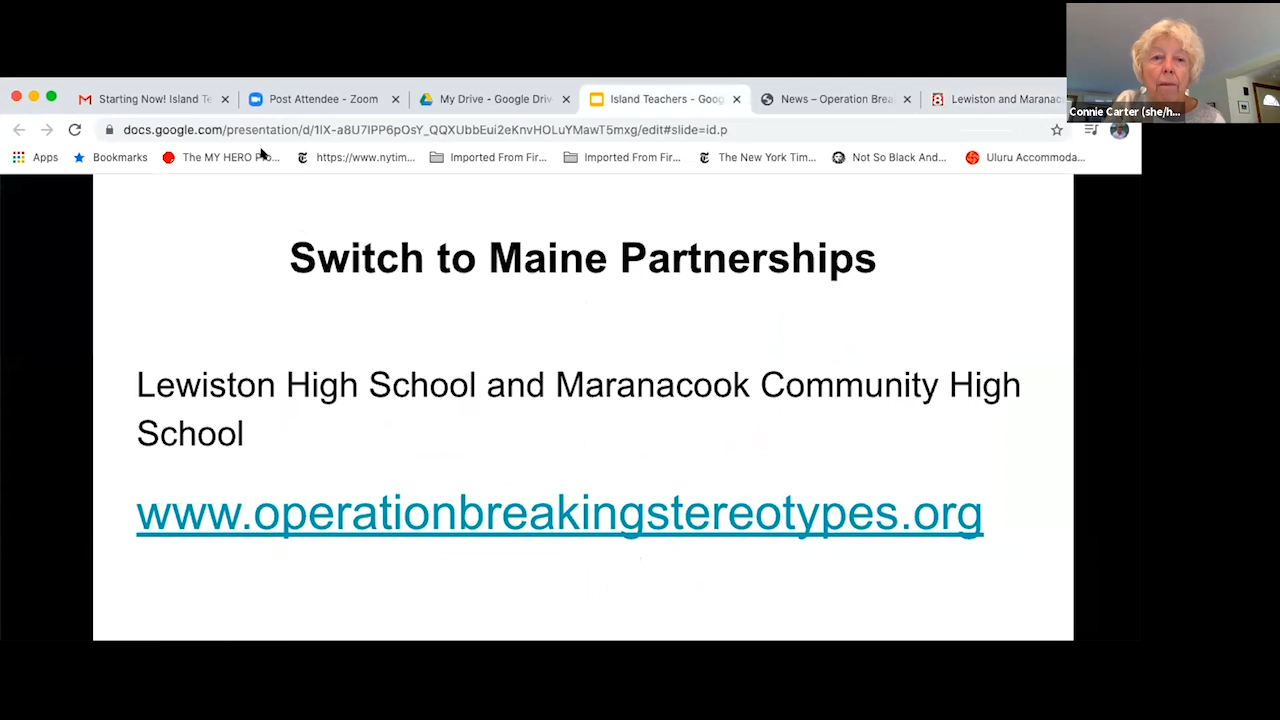 Connie Carter (she/h...
Starting Now! Island Te
Post Attendee - Zoom
My Drive - Google Driv
Island Teachers - Goog
News – Operation Brea
Lewiston and Maranac
docs.google.com/presentation/d/1lX-a8U7lPP6pOsY_QQXUbbEui2eKnvHOLuYMawT5mxg/edit#slide=id.p
Apps
Bookmarks
The MY HERO
https://www.nytim...
Imported From Fir...
Imported From Fir...
The New York Tim...
Not So Black And...
Uluru Accommoda...
Switch to Maine Partnerships
Lewiston High School and Maranacook Community High
School
www.operationbreakingstereotypes.org